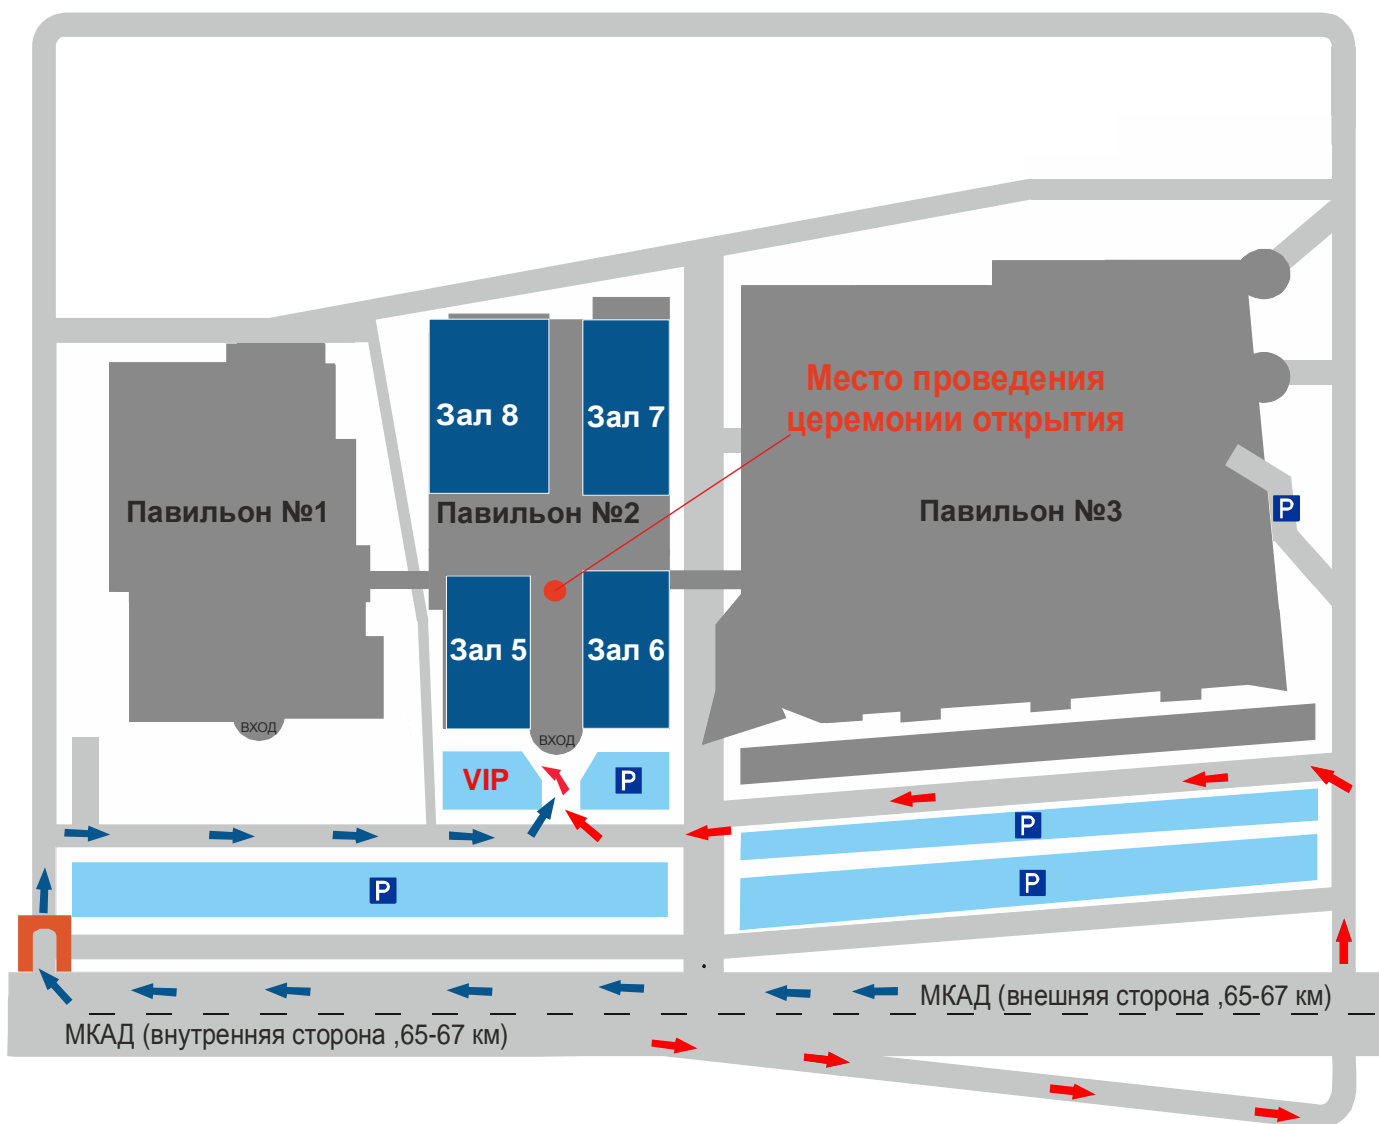 Место проведения
церемонии открытия
Зал 8
Зал 7
Павильон №1
Павильон №2
Павильон №3
P
Зал 5
Зал 6
ВХОД
ВХОД
VIP
P
P
P
P
МКАД (внешняя сторона ,65-67 км)
МКАД (внутренняя сторона ,65-67 км)